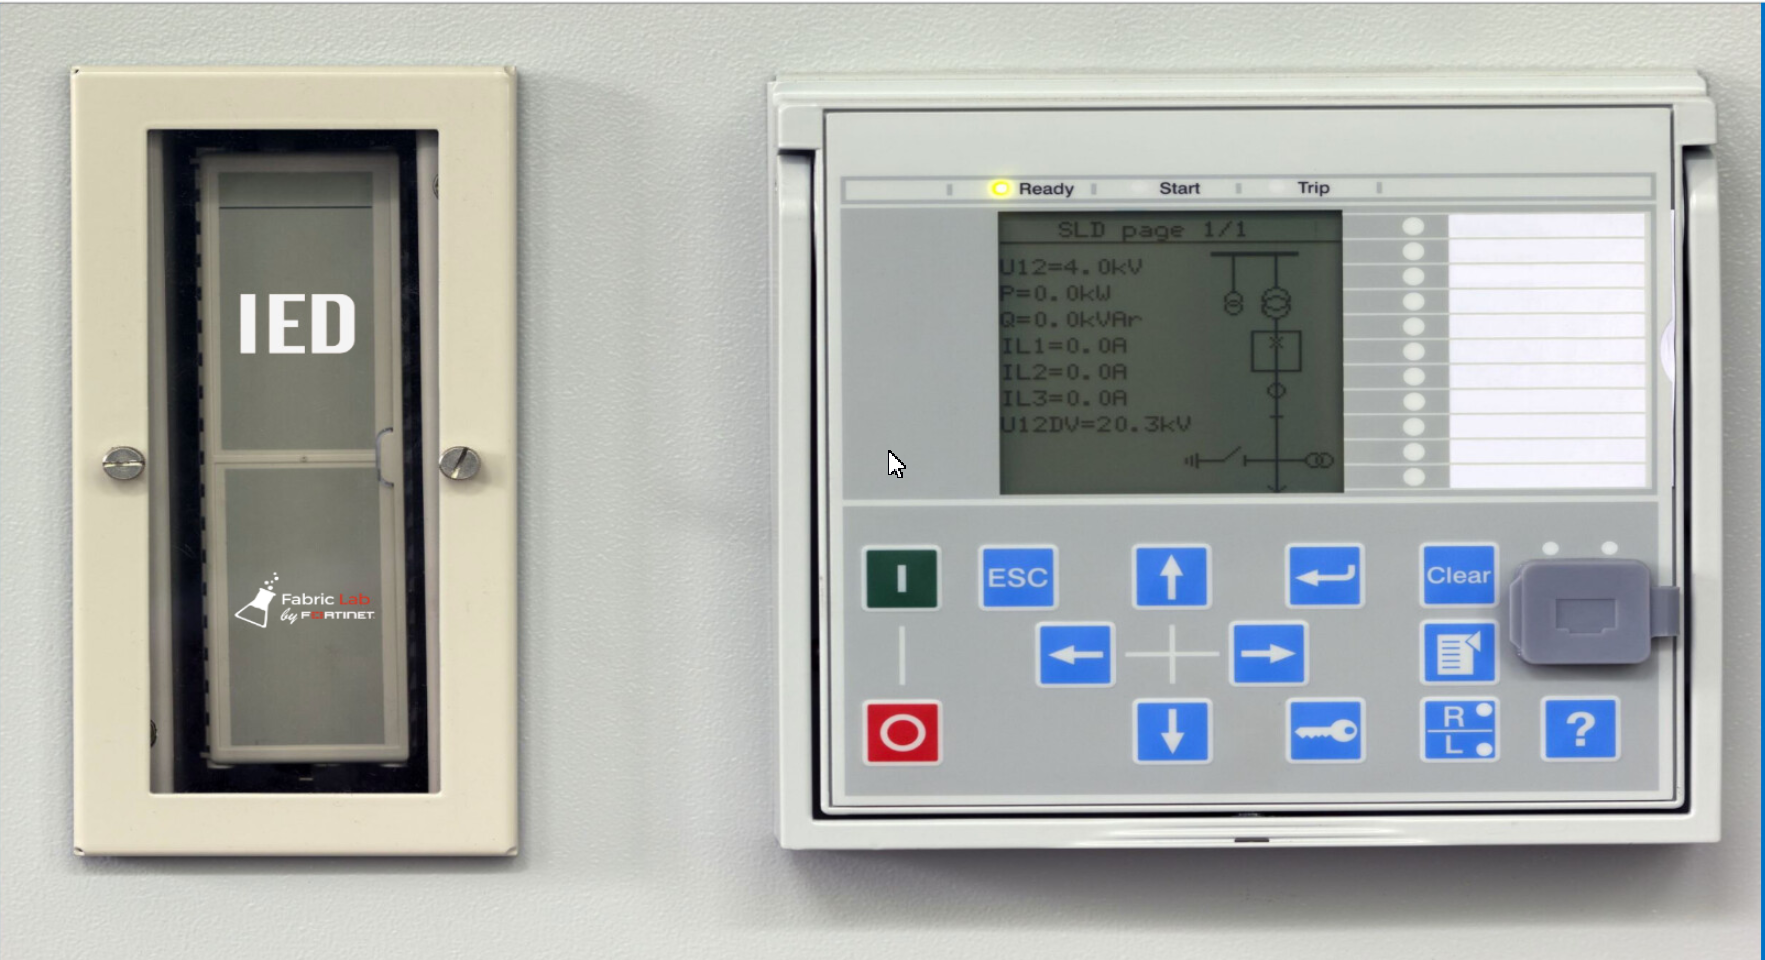 IED
Fabric Lab
by FORTINET
Ready
Start
Trip
SLD page 1/1
U12=4.0kV
P=0.0kW
Q=0.0kVAr
IL1=0.0A
IL2=0.0A
IL3=0.0A
U12DV=20.3kV
I
ESC
Clear
O
R
L
?